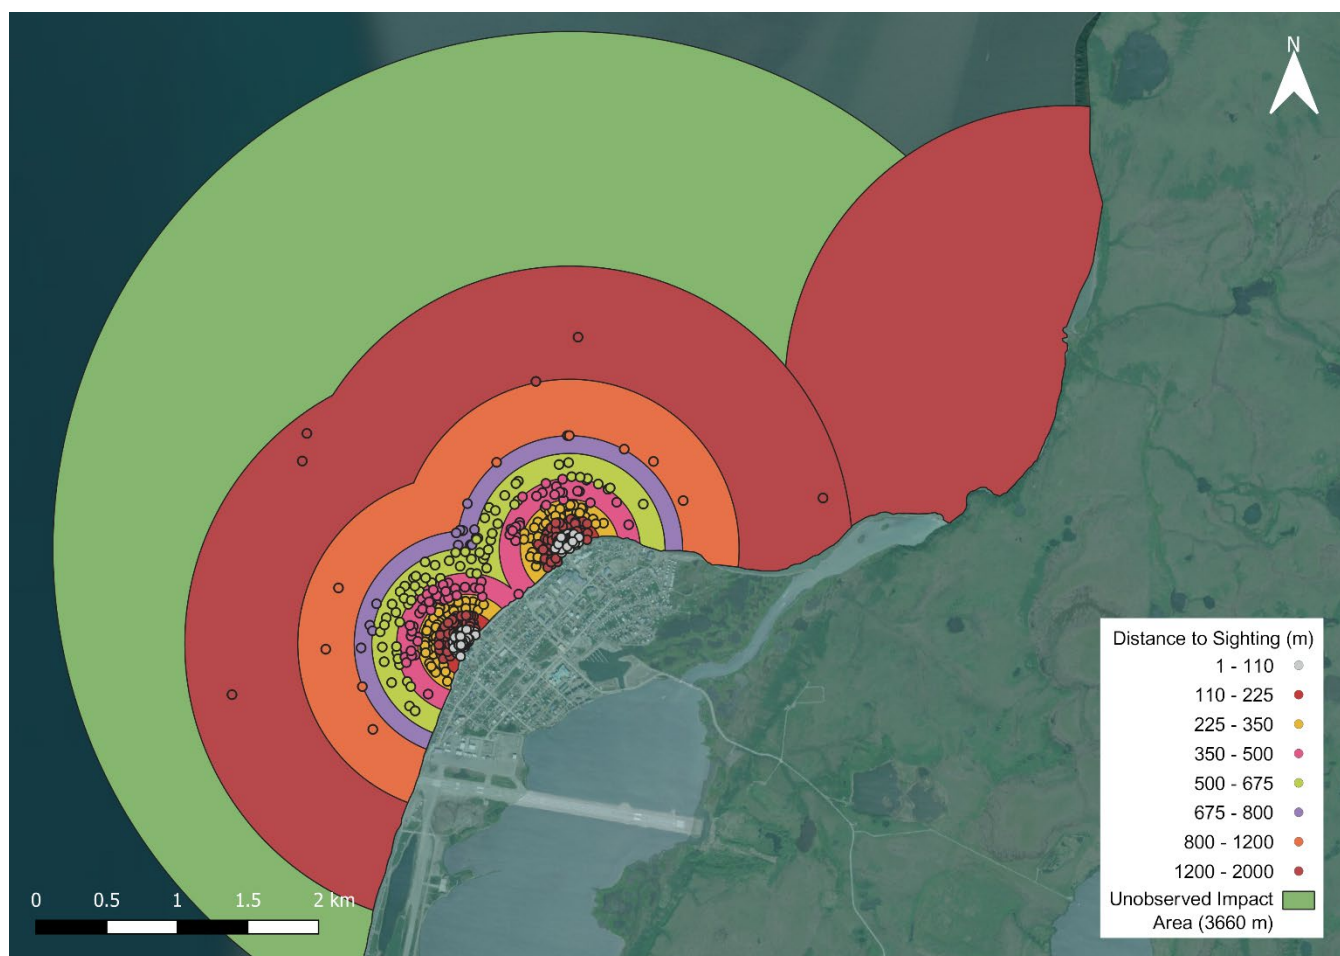 N
Distance to Sighting (m)
1 - 110
110 - 225
225 - 350
350 - 500
500 - 675
675 - 800
800 - 1200
1200 - 2000
Unobserved Impact
Area (3660 m)
0 0.5 1 1.5 2 km